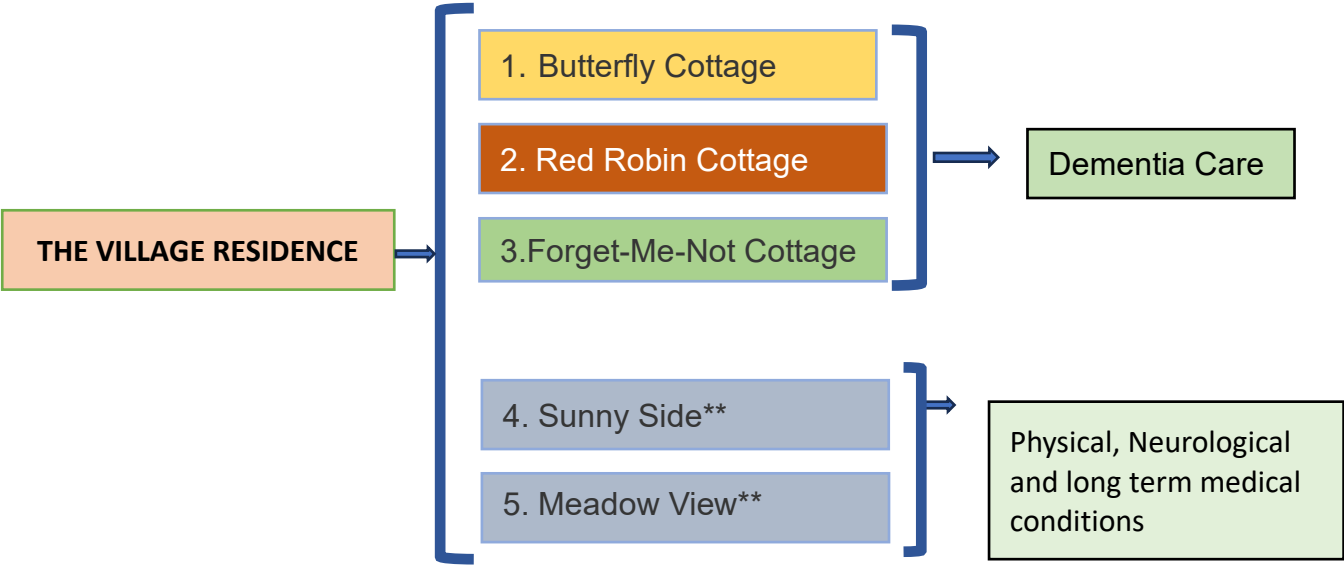 THE VILLAGE RESIDENCE
1. Butterfly Cottage
2. Red Robin Cottage
3.Forget-Me-Not Cottage
Dementia Care
4. Sunny Side**
5. Meadow View**
Physical, Neurological
and long term medical
conditions